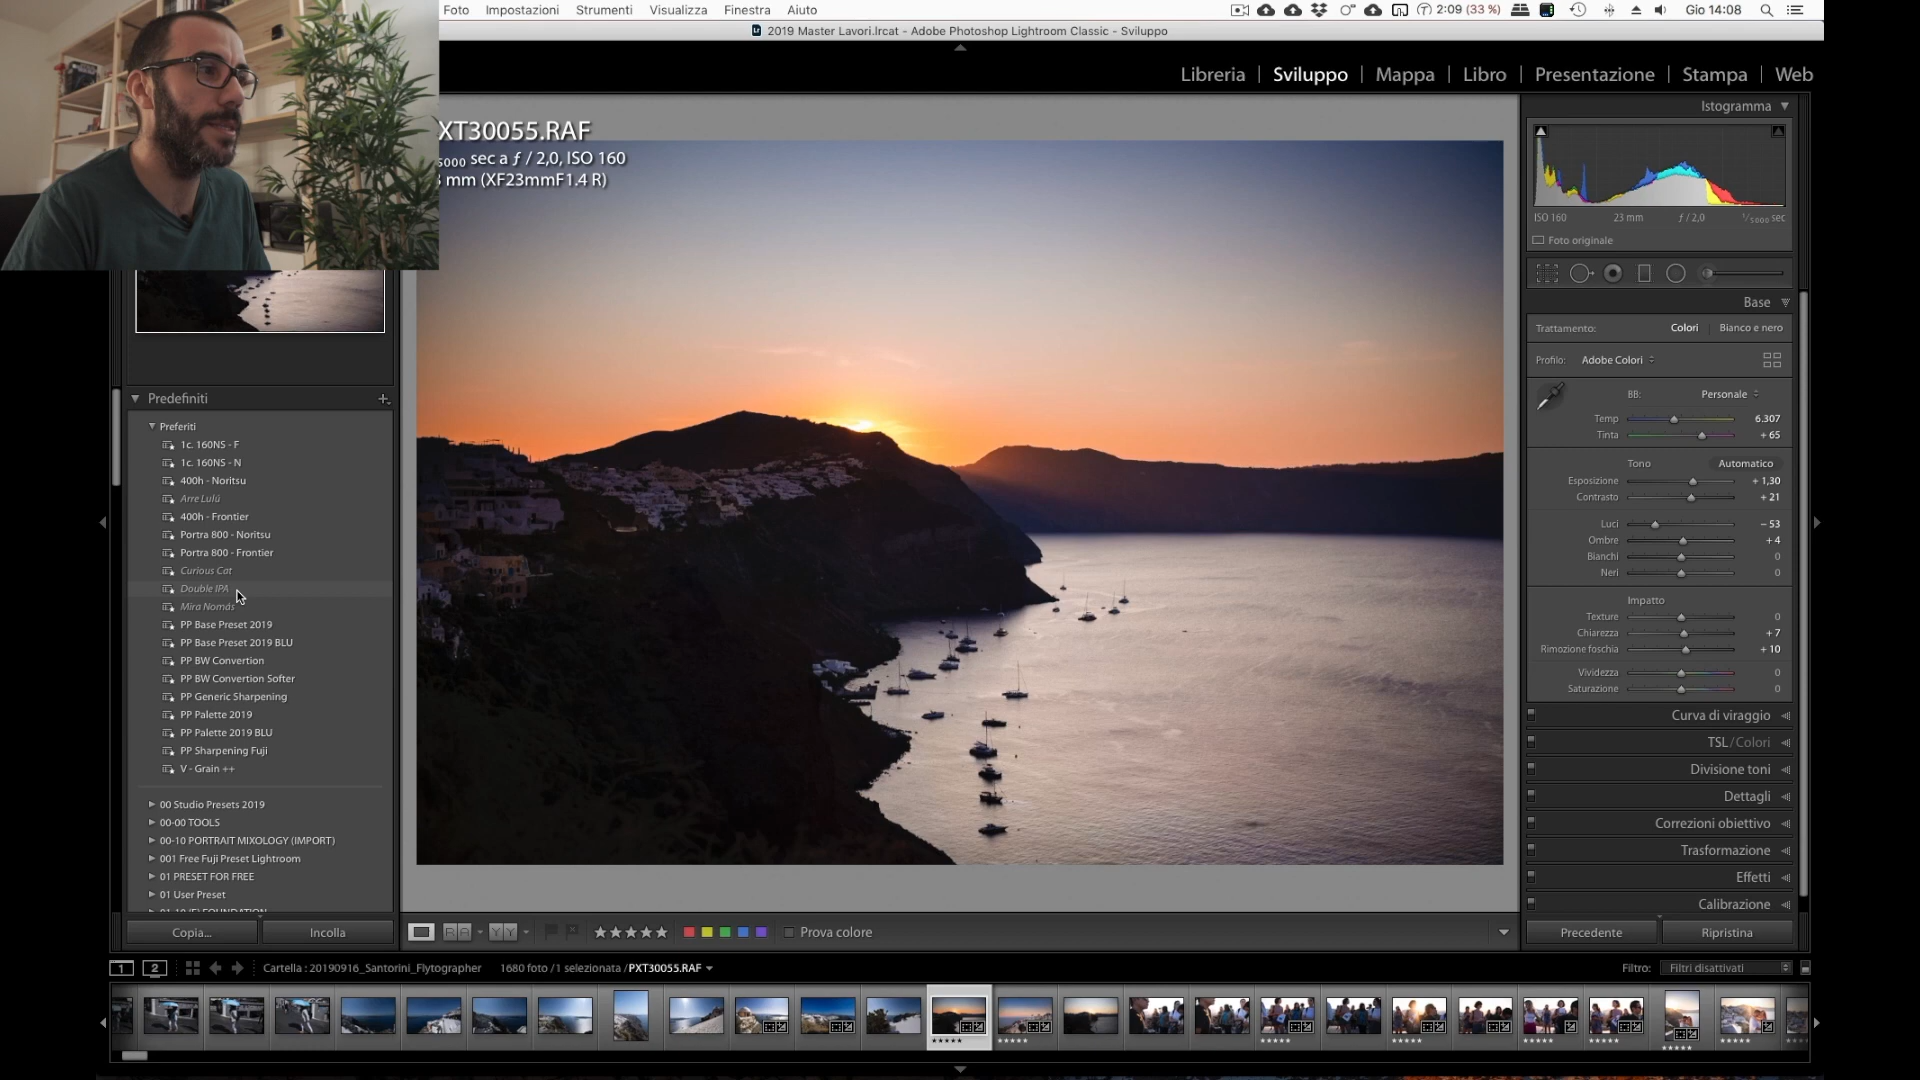 Foto Impostazioni Strumenti Visualizza Finestra Aiuto
2:09 (33 %) Gio 14:08
2019 Master Lavori.lrcat - Adobe Photoshop Lightroom Classic - Sviluppo
Libreria | Sviluppo | Mappa | Libro | Presentazione | Stampa | Web
XT30055.RAF
5000 sec a ƒ / 2,0, ISO 160
mm (XF23mmF1.4 R)
Istogramma
ISO 160 23 mm ƒ / 2,0 1/5000 sec
Foto originale
Base
Trattamento: Colori Bianco e nero
Profilo: Adobe Colori
BB: Personale
Temp 6.307
Tinta + 65
Tono Automatico
Esposizione + 1,30
Contrasto + 21
Luci − 53
Ombre + 4
Bianchi 0
Neri 0
Impatto
Texture 0
Chiarezza + 7
Rimozione foschia + 10
Vividezza 0
Saturazione 0
Curva di viraggio
TSL / Colori
Divisione toni
Dettagli
Correzioni obiettivo
Trasformazione
Effetti
Calibrazione
Precedente Ripristina
Predefiniti
Preferiti
1c. 160NS - F
1c. 160NS - N
400h - Noritsu
Arre Lulú
400h - Frontier
Portra 800 - Noritsu
Portra 800 - Frontier
Curious Cat
Double IPA
Mira Nomás
PP Base Preset 2019
PP Base Preset 2019 BLU
PP BW Convertion
PP BW Convertion Softer
PP Generic Sharpening
PP Palette 2019
PP Palette 2019 BLU
PP Sharpening Fuji
V - Grain ++
00 Studio Presets 2019
00-00 TOOLS
00-10 PORTRAIT MIXOLOGY (IMPORT)
001 Free Fuji Preset Lightroom
01 PRESET FOR FREE
01 User Preset
Copia... Incolla
R A Y Y Prova colore
1 2 Cartella : 20190916_Santorini_Flytographer 1680 foto /1 selezionata /PXT30055.RAF
Filtro: Filtri disattivati